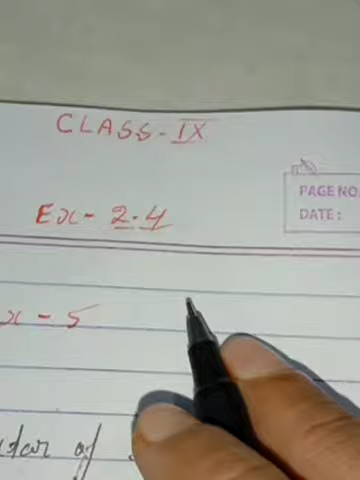 CLASS - IX
PAGE NO
DATE:
Ex - 2.4
x - 5
of